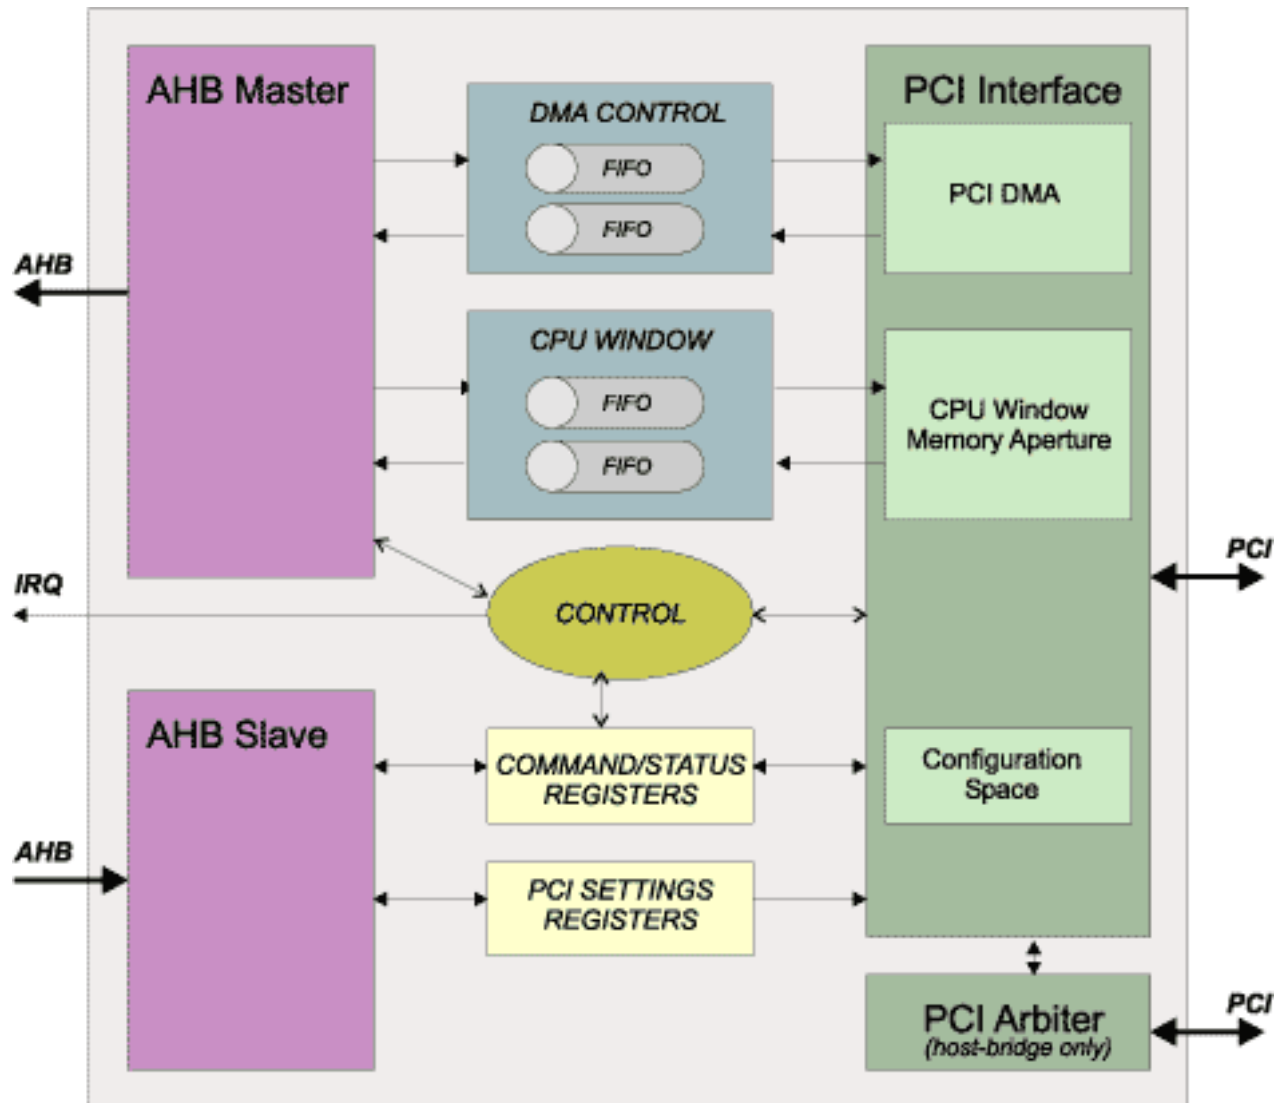 AHB Master
DMA CONTROL
FIFO
FIFO
PCI Interface
PCI DMA
AHB
CPU WINDOW
FIFO
FIFO
CPU Window
Memory Aperture
PCI
IRQ
CONTROL
AHB Slave
COMMAND/STATUS
REGISTERS
Configuration
Space
AHB
PCI SETTINGS
REGISTERS
PCI Arbiter
(host-bridge only)
PCI